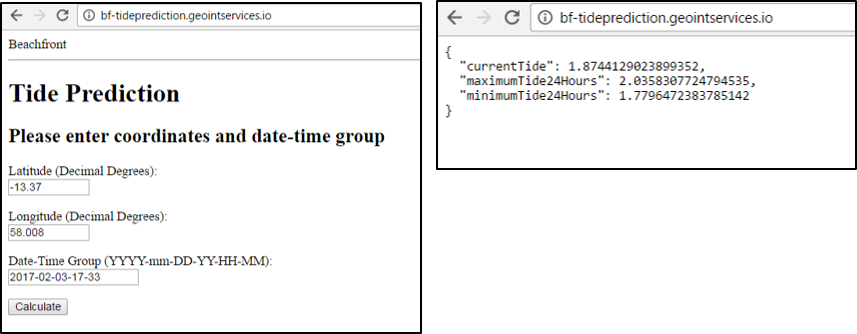 bf-tideprediction.geointservices.io
Beachfront
Tide Prediction
Please enter coordinates and date-time group
Latitude (Decimal Degrees):
-13.37
Longitude (Decimal Degrees):
58.008
Date-Time Group (YYYY-mm-DD-YY-HH-MM):
2017-02-03-17-33
Calculate
bf-tideprediction.geointservices.io
{
"currentTide": 1.8744129023899352,
"maximumTide24Hours": 2.0358307724794535,
"minimumTide24Hours": 1.7796472383785142
}